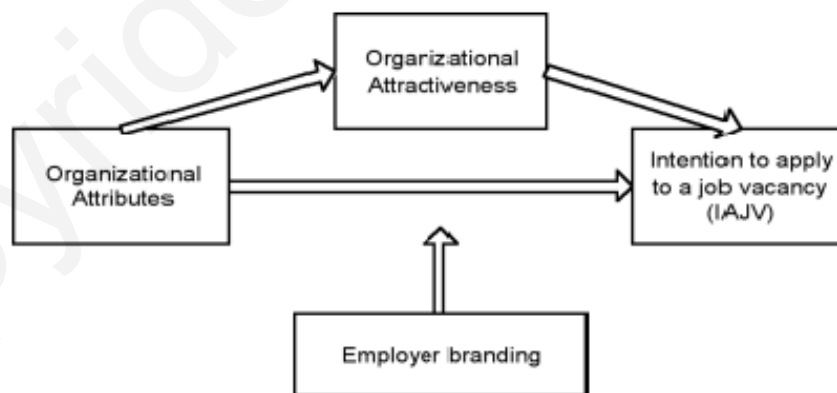 Organizational
Attractiveness
Organizational
Attributes
Intention to apply
to a job vacancy
(IAJV)
Employer branding